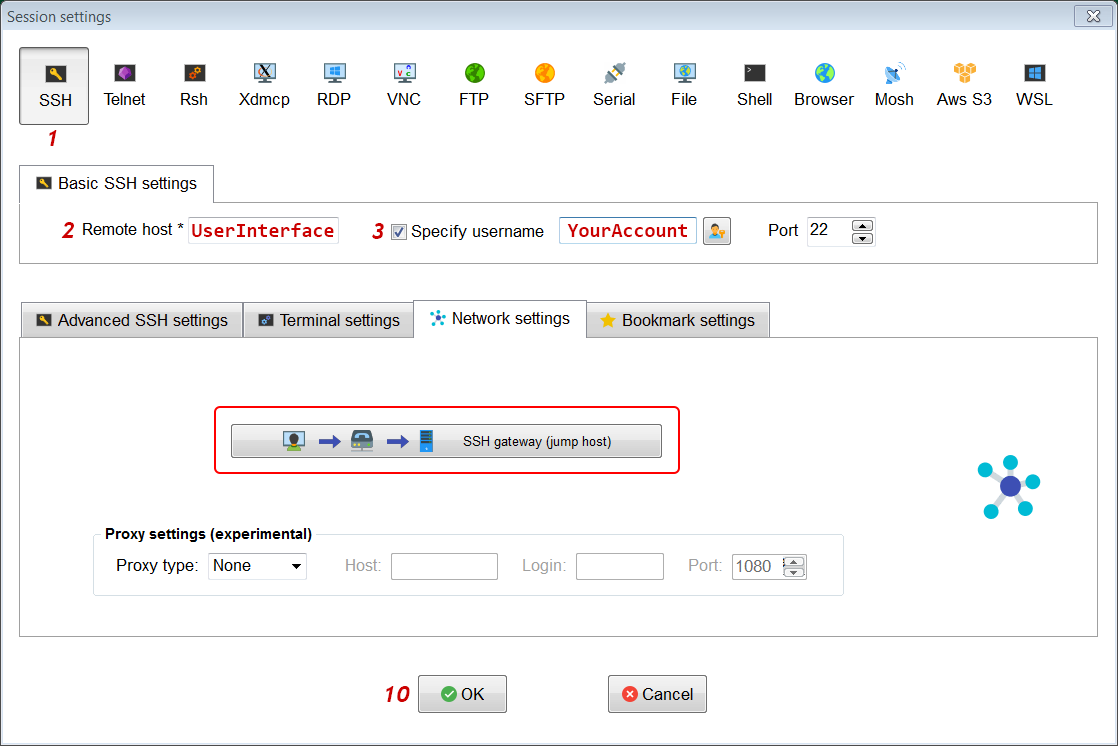 Session settings
SSH Telnet Rsh Xdmcp RDP VNC FTP SFTP Serial File Shell Browser Mosh Aws S3 WSL
1
Basic SSH settings
2 Remote host * UserInterface 3 Specify username YourAccount Port 22
Advanced SSH settings Terminal settings Network settings Bookmark settings
SSH gateway (jump host)
Proxy settings (experimental)
Proxy type: None Host: Login: Port: 1080
10 OK Cancel